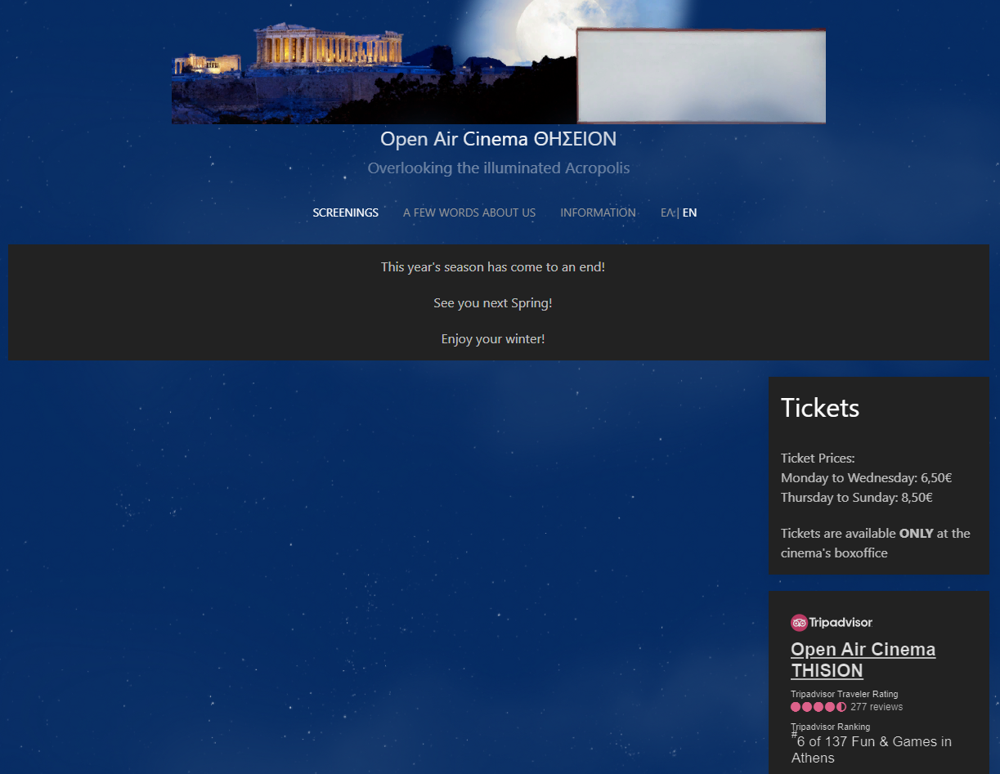 Open Air Cinema ΘΗΣΕΙΟΝ
Overlooking the illuminated Acropolis
SCREENINGS A FEW WORDS ABOUT US INFORMATION ΕΛ | EN
This year's season has come to an end!
See you next Spring!
Enjoy your winter!
Tickets
Ticket Prices:
Monday to Wednesday: 6,50€
Thursday to Sunday: 8,50€
Tickets are available ONLY at the
cinema's boxoffice
Tripadvisor
Open Air Cinema
THISION
Tripadvisor Traveler Rating
277 reviews
Tripadvisor Ranking
#6 of 137 Fun & Games in
Athens